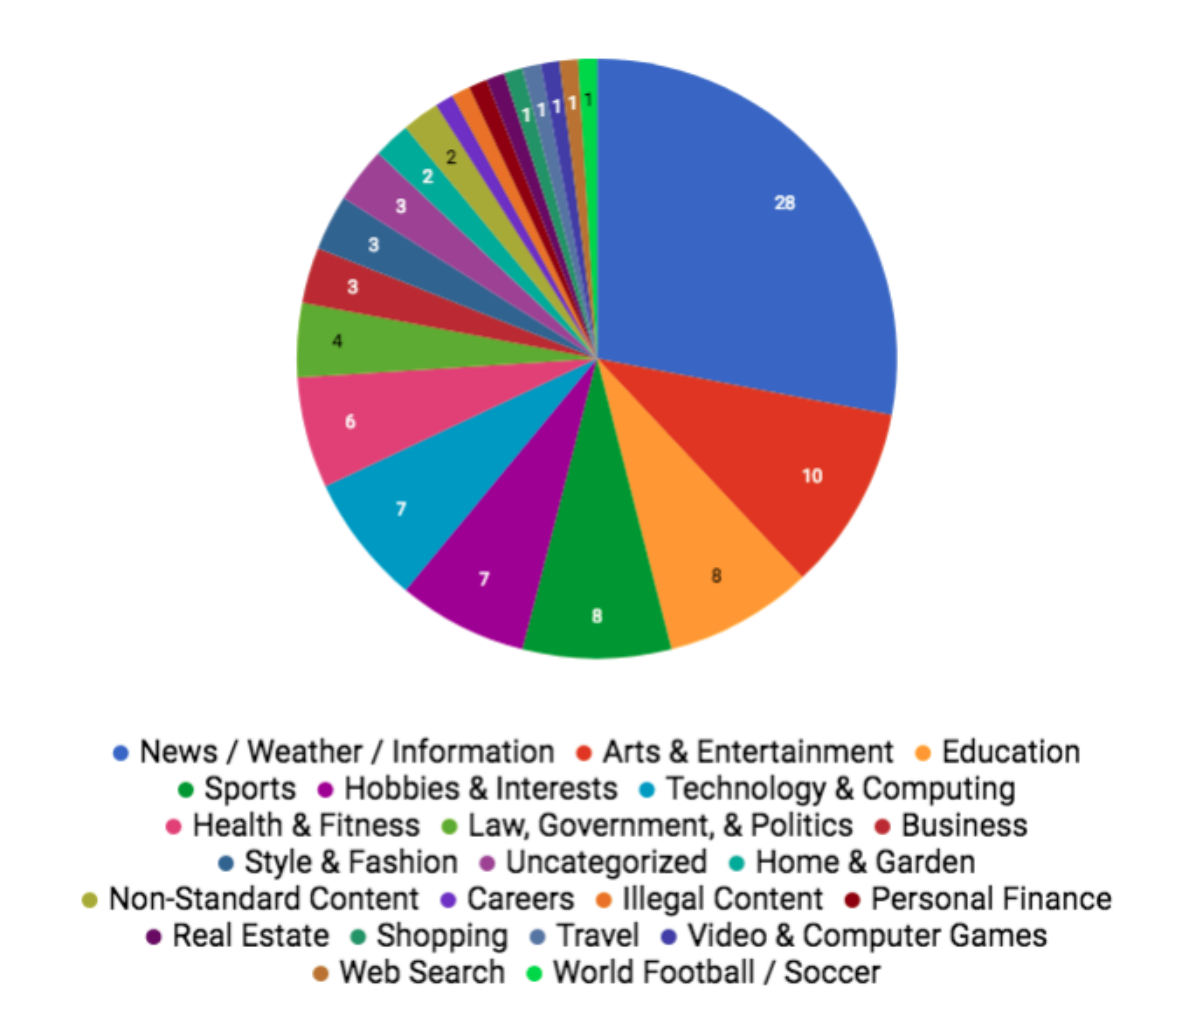 1 1 1 1 1
28
2
2
3
3
3
4
6
10
7
8
7
8
News / Weather / Information Arts & Entertainment Education
Sports Hobbies & Interests Technology & Computing
Health & Fitness Law, Government, & Politics Business
Style & Fashion Uncategorized Home & Garden
Non-Standard Content Careers Illegal Content Personal Finance
Real Estate Shopping Travel Video & Computer Games
Web Search World Football / Soccer